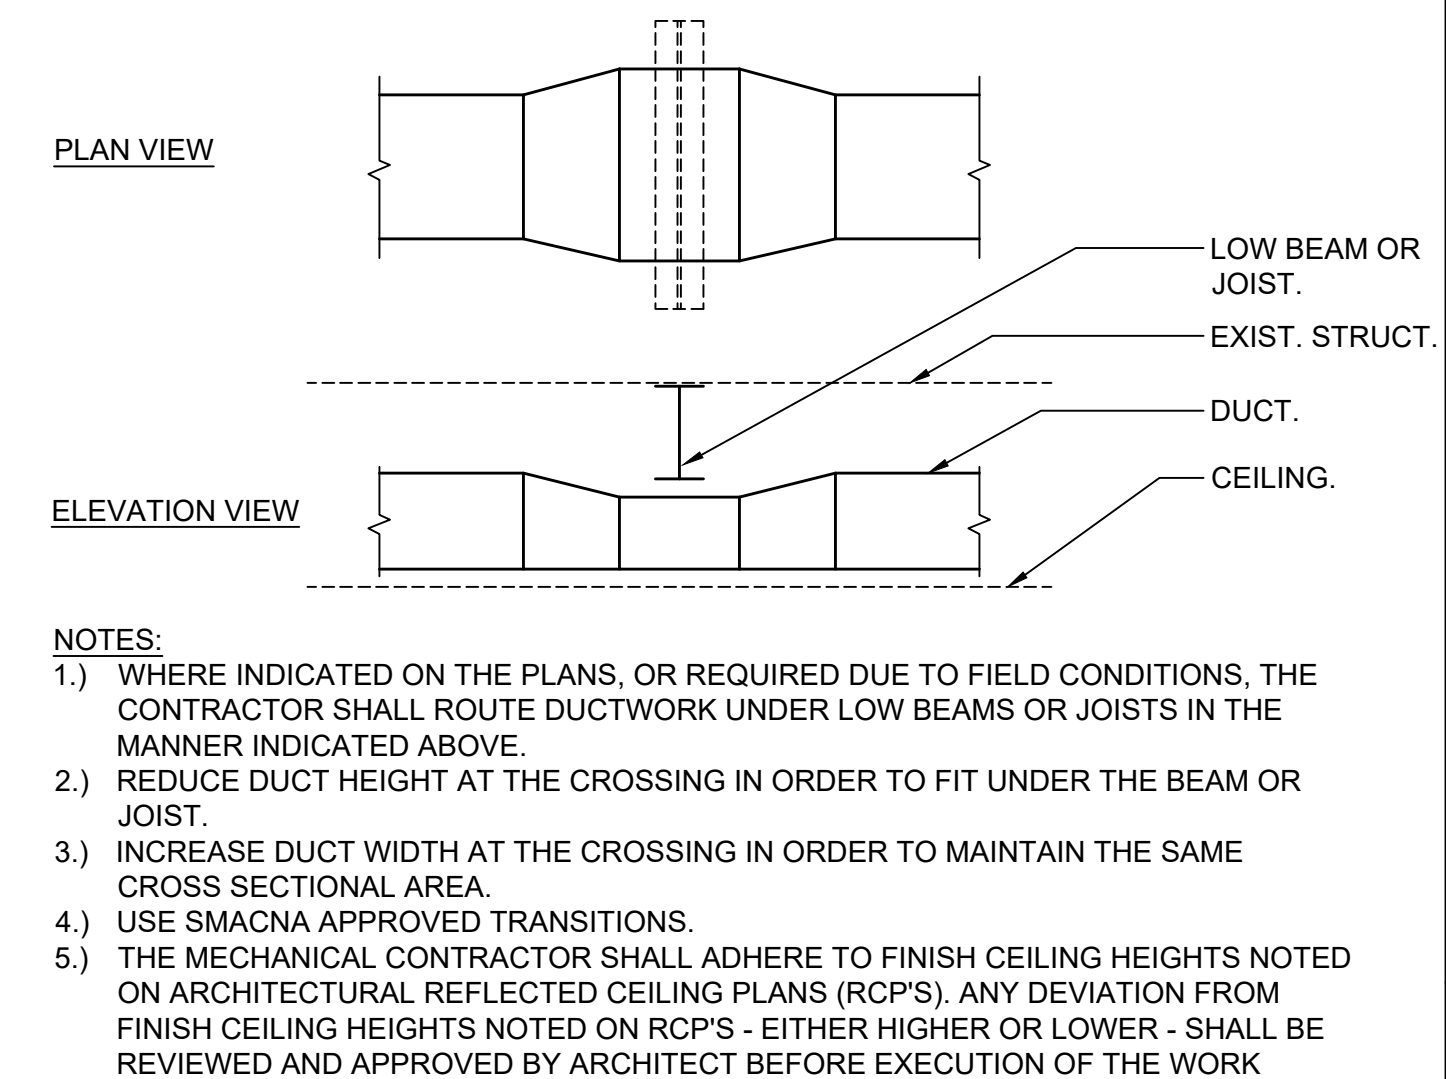 PLAN VIEW
LOW BEAM OR
JOIST.
EXIST. STRUCT.
DUCT.
CEILING.
ELEVATION VIEW
NOTES:
1.) WHERE INDICATED ON THE PLANS, OR REQUIRED DUE TO FIELD CONDITIONS, THE
CONTRACTOR SHALL ROUTE DUCTWORK UNDER LOW BEAMS OR JOISTS IN THE
MANNER INDICATED ABOVE.
2.) REDUCE DUCT HEIGHT AT THE CROSSING IN ORDER TO FIT UNDER THE BEAM OR
JOIST.
3.) INCREASE DUCT WIDTH AT THE CROSSING IN ORDER TO MAINTAIN THE SAME
CROSS SECTIONAL AREA.
4.) USE SMACNA APPROVED TRANSITIONS.
5.) THE MECHANICAL CONTRACTOR SHALL ADHERE TO FINISH CEILING HEIGHTS NOTED
ON ARCHITECTURAL REFLECTED CEILING PLANS (RCP'S). ANY DEVIATION FROM
FINISH CEILING HEIGHTS NOTED ON RCP'S - EITHER HIGHER OR LOWER - SHALL BE
REVIEWED AND APPROVED BY ARCHITECT BEFORE EXECUTION OF THE WORK